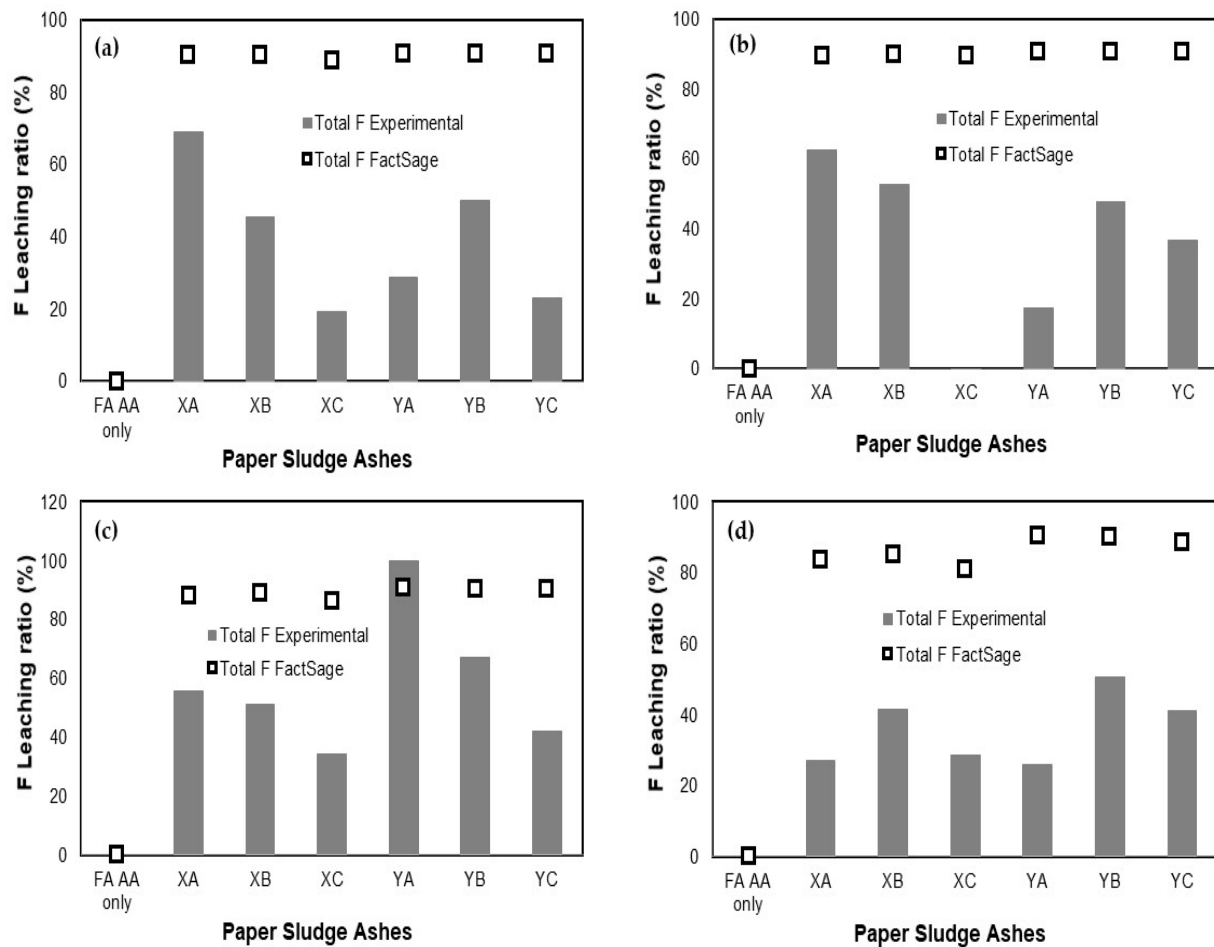 (a)
F Leaching ratio (%)
100
80
60
40
20
0
Total F Experimental
Total F FactSage
FA AA only
XA
XB
XC
YA
YB
YC
Paper Sludge Ashes
(b)
F Leaching ratio (%)
100
80
60
40
20
0
Total F Experimental
Total F FactSage
FA AA only
XA
XB
XC
YA
YB
YC
Paper Sludge Ashes
(c)
F Leaching ratio (%)
120
100
80
60
40
20
0
Total F Experimental
Total F FactSage
FA AA only
XA
XB
XC
YA
YB
YC
Paper Sludge Ashes
(d)
F Leaching ratio (%)
100
80
60
40
20
0
Total F Experimental
Total F FactSage
FA AA only
XA
XB
XC
YA
YB
YC
Paper Sludge Ashes